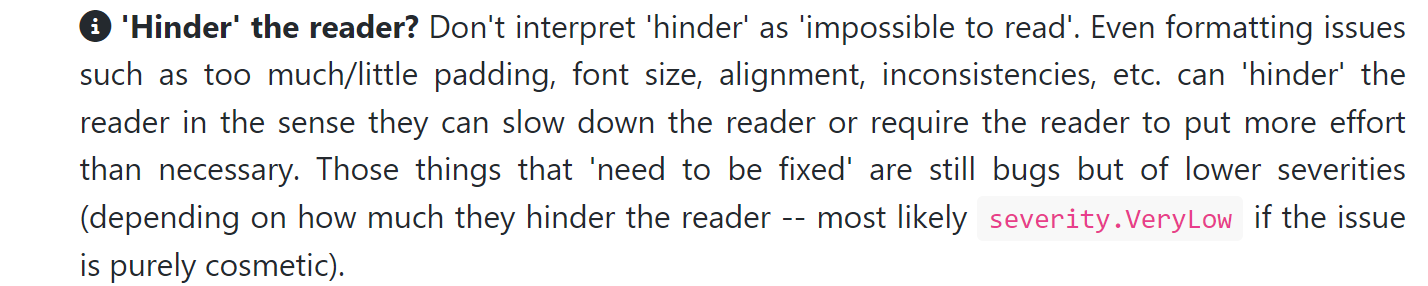 'Hinder' the reader? Don't interpret 'hinder' as 'impossible to read'. Even formatting issues
such as too much/little padding, font size, alignment, inconsistencies, etc. can 'hinder' the
reader in the sense they can slow down the reader or require the reader to put more effort
than necessary. Those things that 'need to be fixed' are still bugs but of lower severities
(depending on how much they hinder the reader -- most likely severity.VeryLow if the issue
is purely cosmetic).